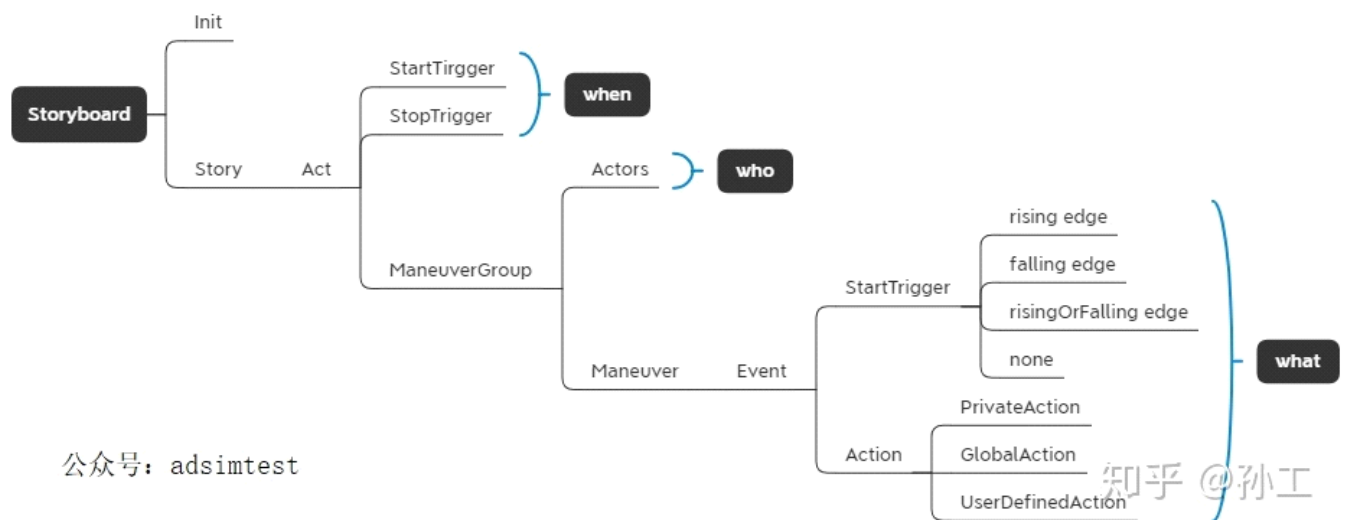 Init
StartTirgger
when
Storyboard
StopTrigger
Story
Act
Actors
who
rising edge
falling edge
ManeuverGroup
StartTrigger
risingOrFalling edge
none
what
Maneuver
Event
PrivateAction
Action
GlobalAction
UserDefinedAction
公众号：adsimtest
知乎 @孙工